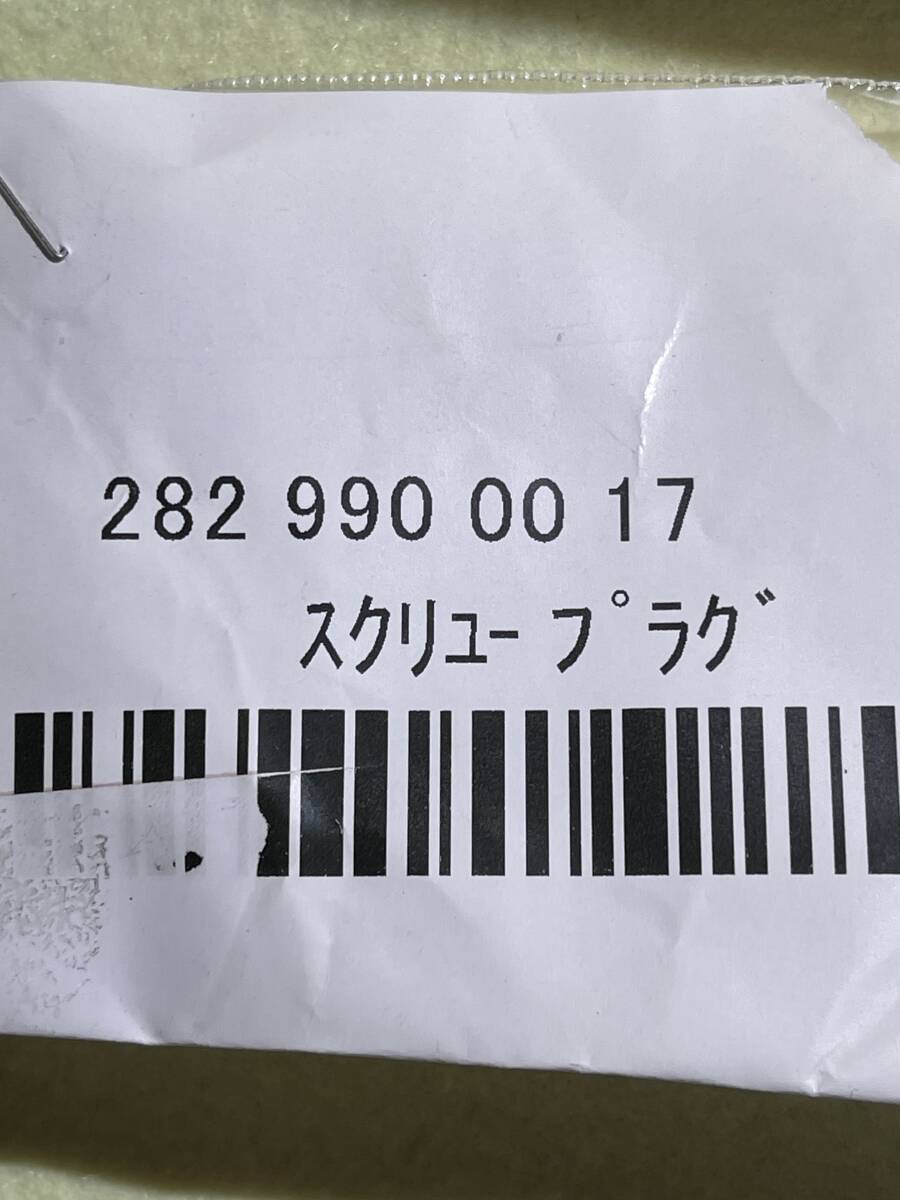 282 990 00 17
ｽｸﾘｭｰ ﾌﾟﾗｸﾞ